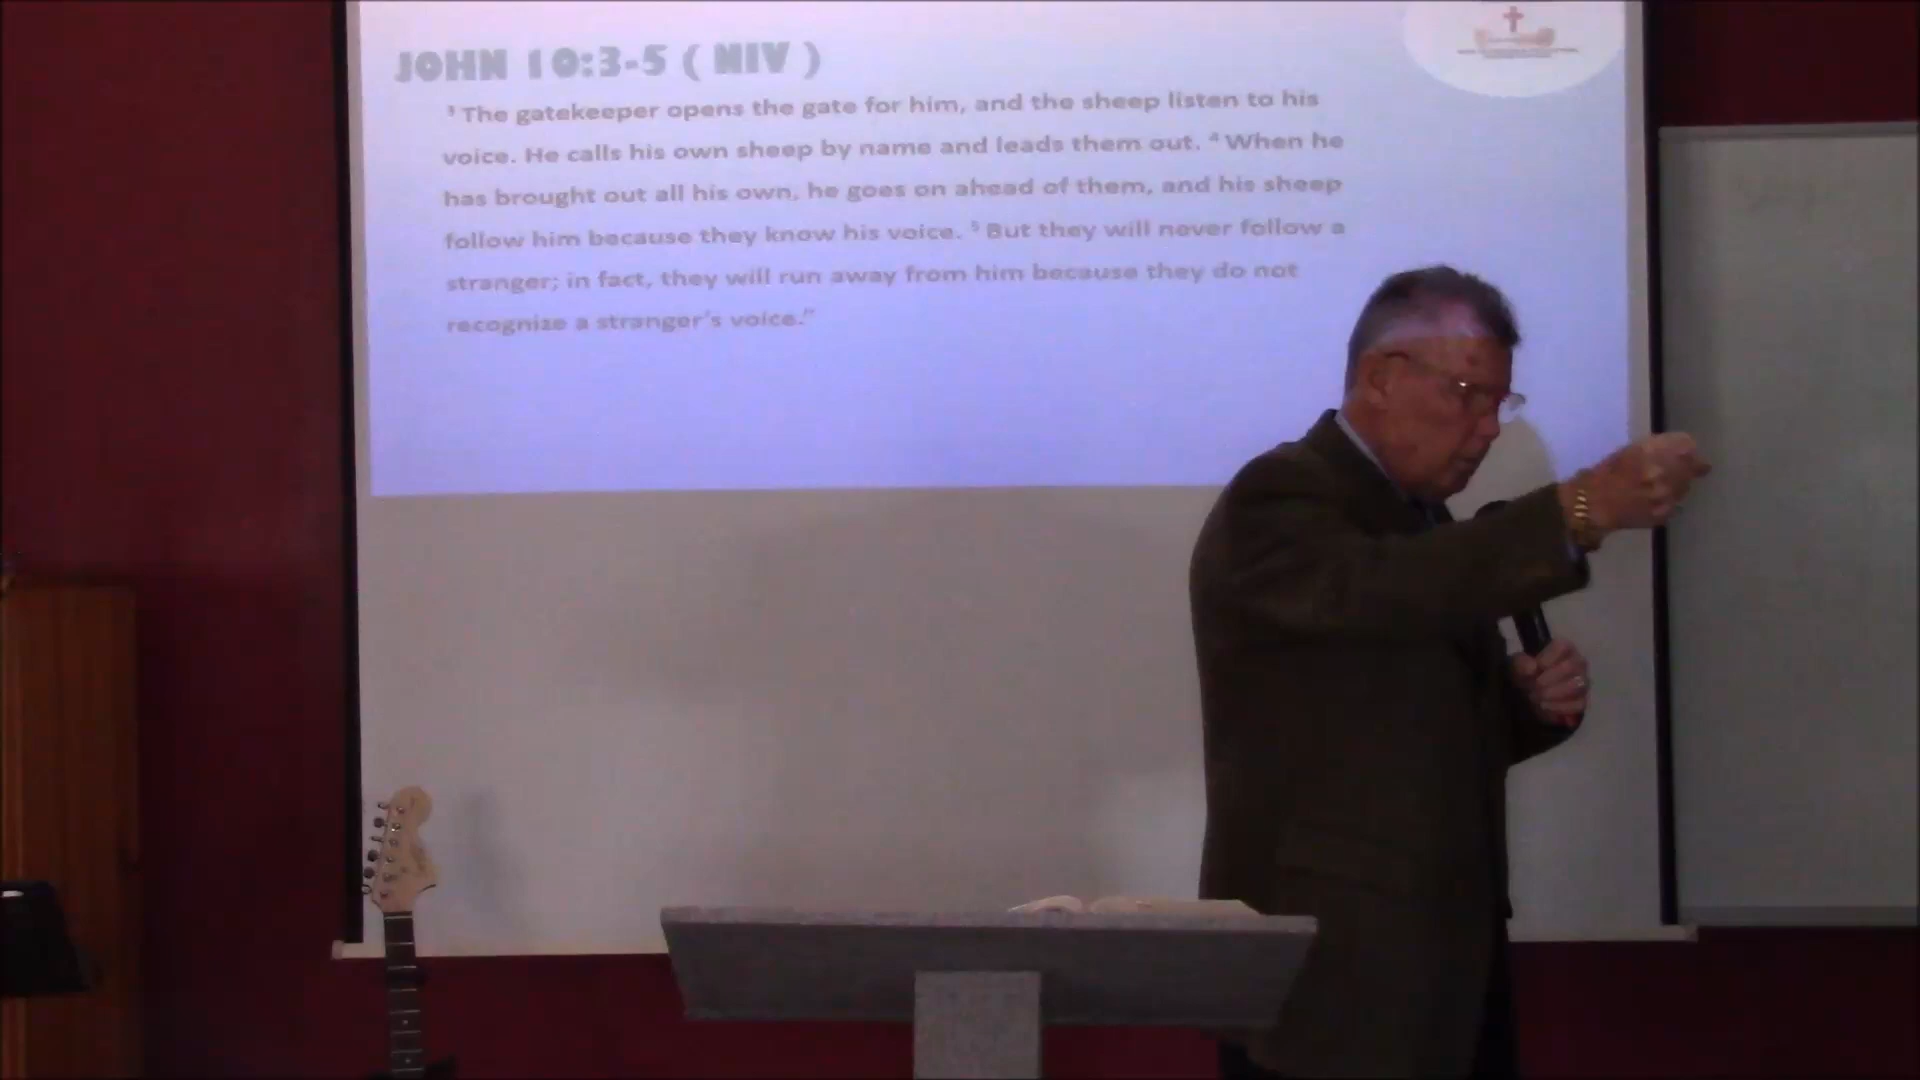 JOHN 10:3-5 ( NIV )
³ The gatekeeper opens the gate for him, and the sheep listen to his
voice. He calls his own sheep by name and leads them out. ⁴ When he
has brought out all his own, he goes on ahead of them, and his sheep
follow him because they know his voice. ⁵ But they will never follow a
stranger; in fact, they will run away from him because they do not
recognize a stranger's voice."